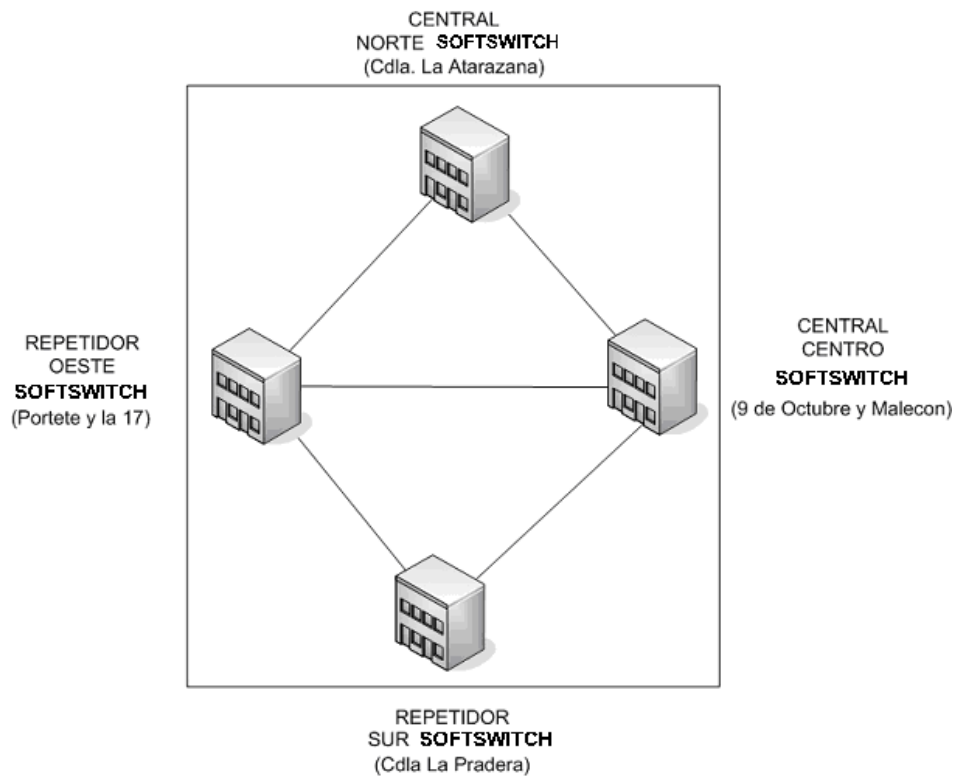 CENTRAL
NORTE SOFTSWITCH
(Cdla. La Atarazana)
REPETIDOR
OESTE
SOFTSWITCH
(Portete y la 17)
CENTRAL
CENTRO
SOFTSWITCH
(9 de Octubre y Malecon)
REPETIDOR
SUR SOFTSWITCH
(Cdla La Pradera)